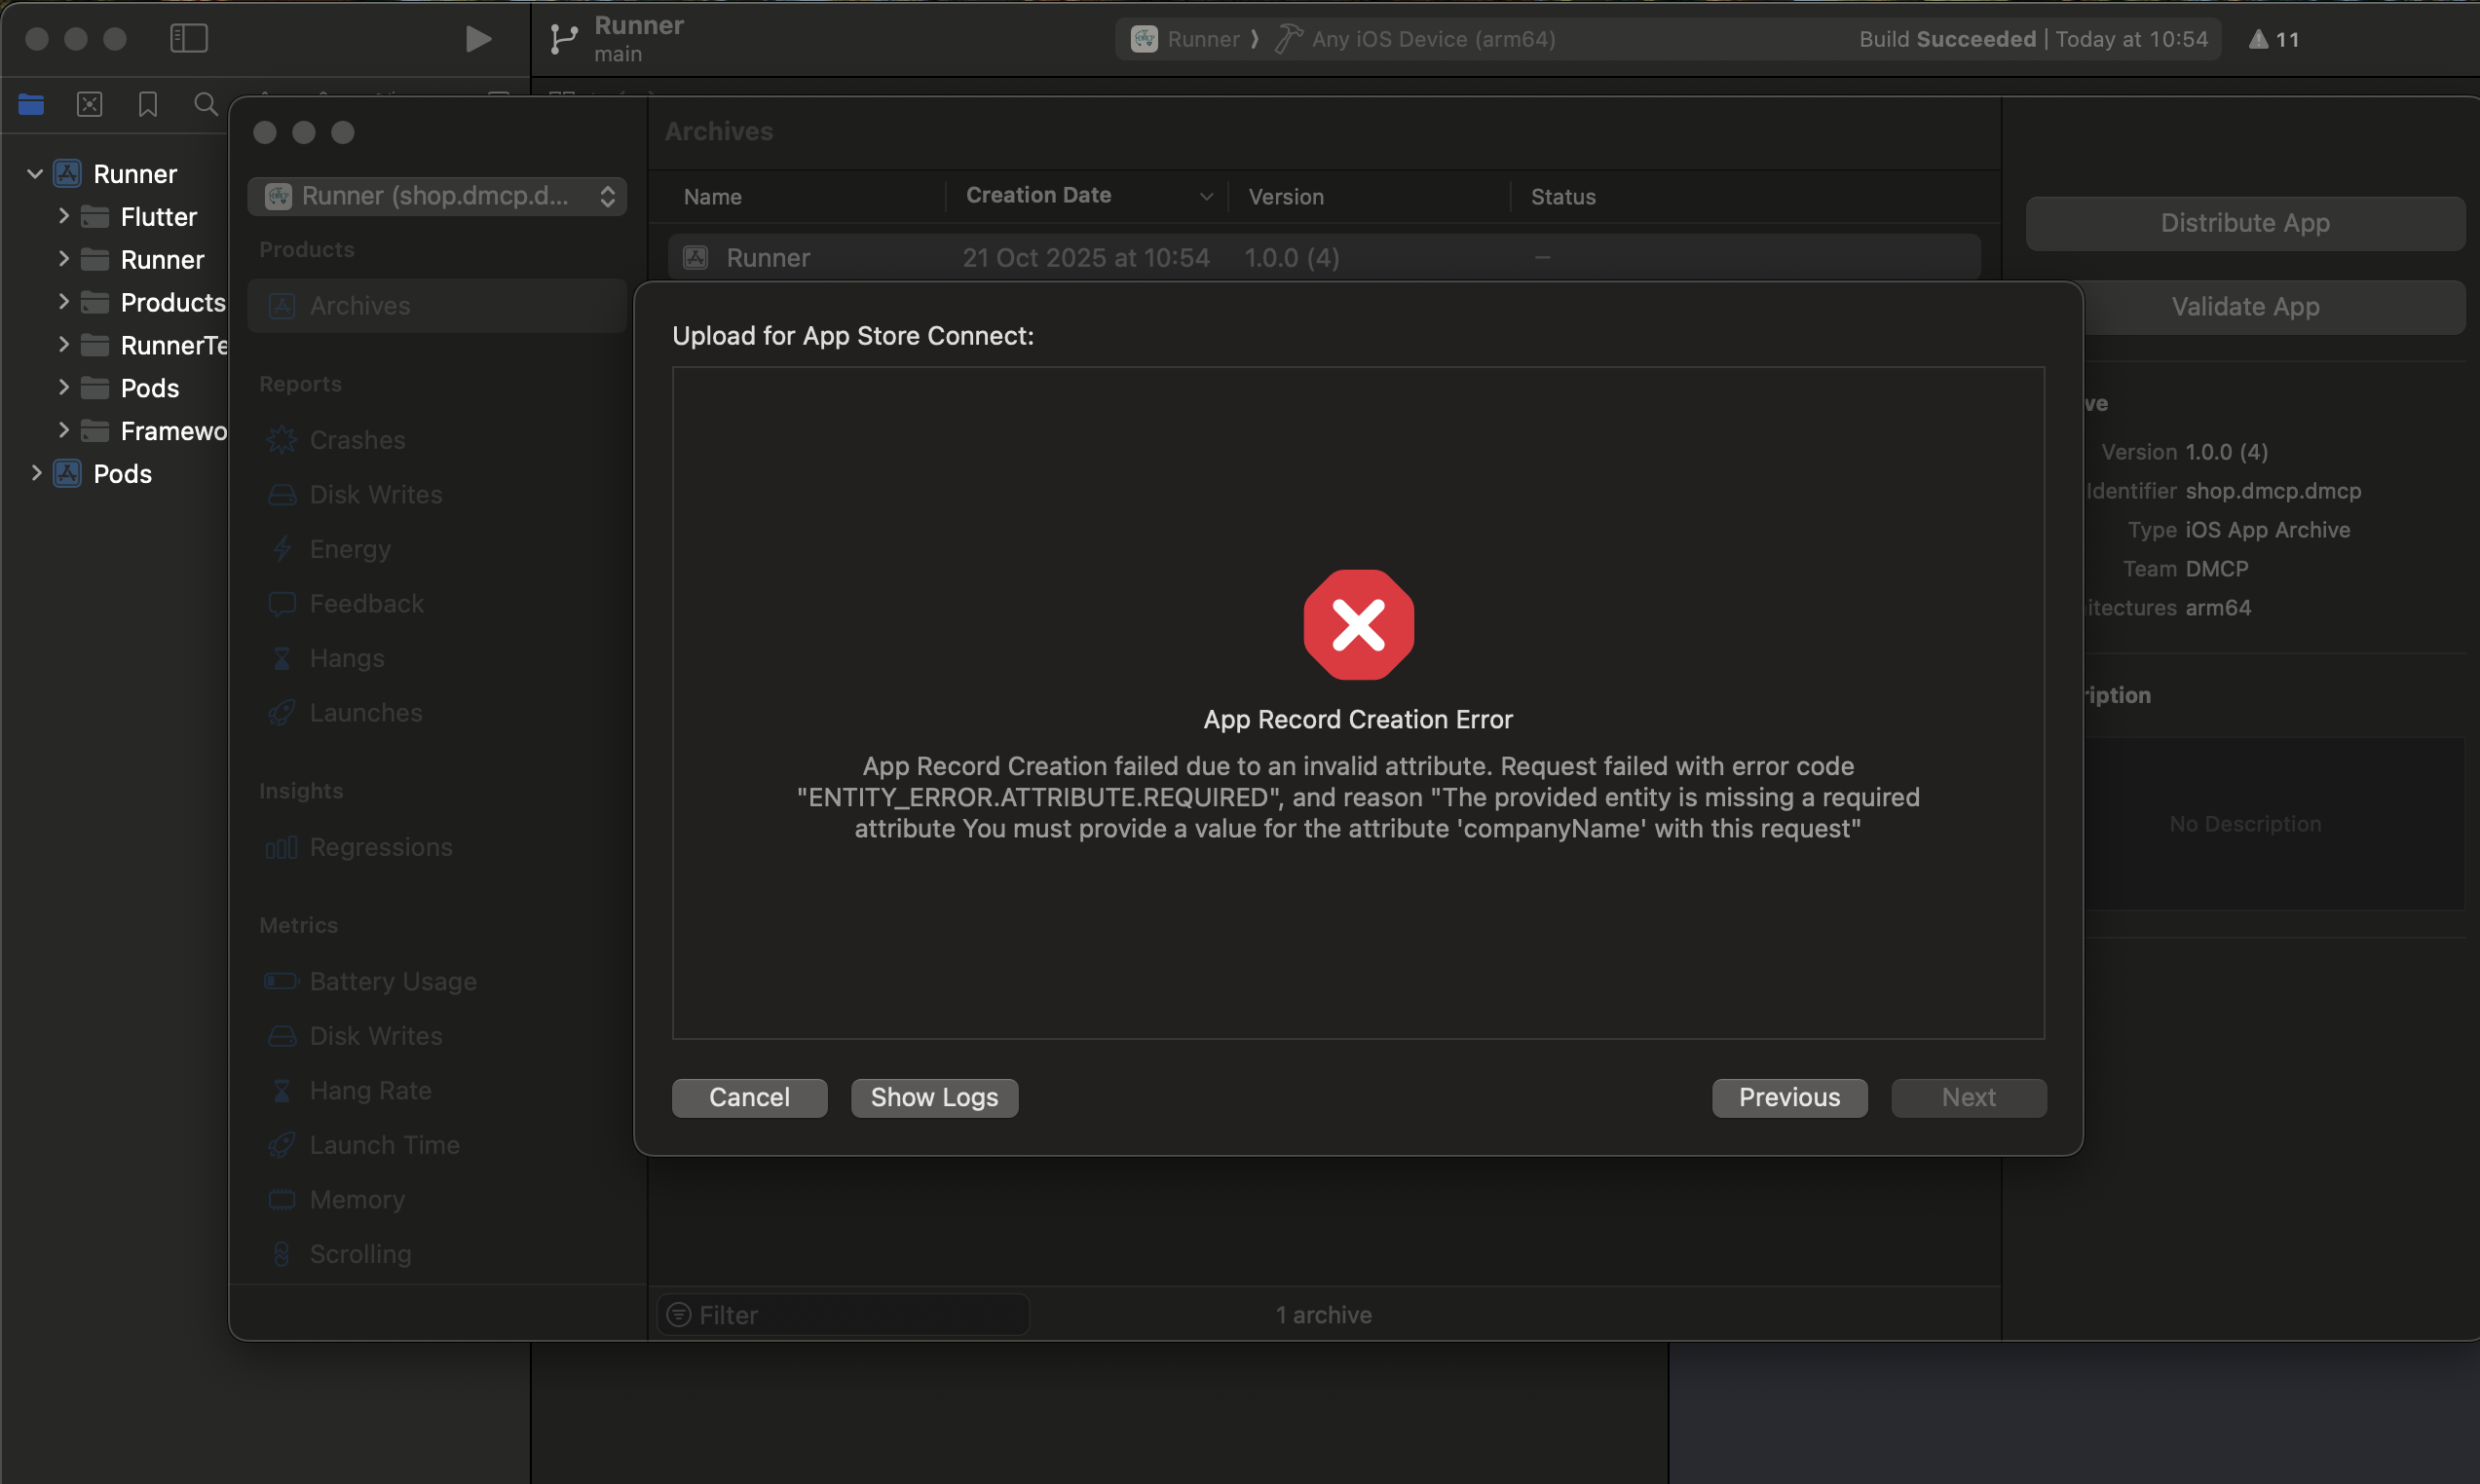 Runner
main
Runner
Any iOS Device (arm64)
Build Succeeded | Today at 10:54
11
Runner
Flutter
Runner
Products
RunnerTe
Pods
Framewo
Pods
Runner (shop.dmcp.d...
Products
Archives
Reports
Crashes
Disk Writes
Energy
Feedback
Hangs
Launches
Insights
Regressions
Metrics
Battery Usage
Disk Writes
Hang Rate
Launch Time
Memory
Scrolling
Archives
Name
Creation Date
Version
Status
Runner
21 Oct 2025 at 10:54
1.0.0 (4)
–
Upload for App Store Connect:
App Record Creation Error
App Record Creation failed due to an invalid attribute. Request failed with error code
"ENTITY_ERROR.ATTRIBUTE.REQUIRED", and reason "The provided entity is missing a required
attribute You must provide a value for the attribute 'companyName' with this request"
Cancel
Show Logs
Previous
Next
Filter
1 archive
Distribute App
Validate App
ve
Version 1.0.0 (4)
Identifier shop.dmcp.dmcp
Type iOS App Archive
Team DMCP
itectures arm64
ription
No Description